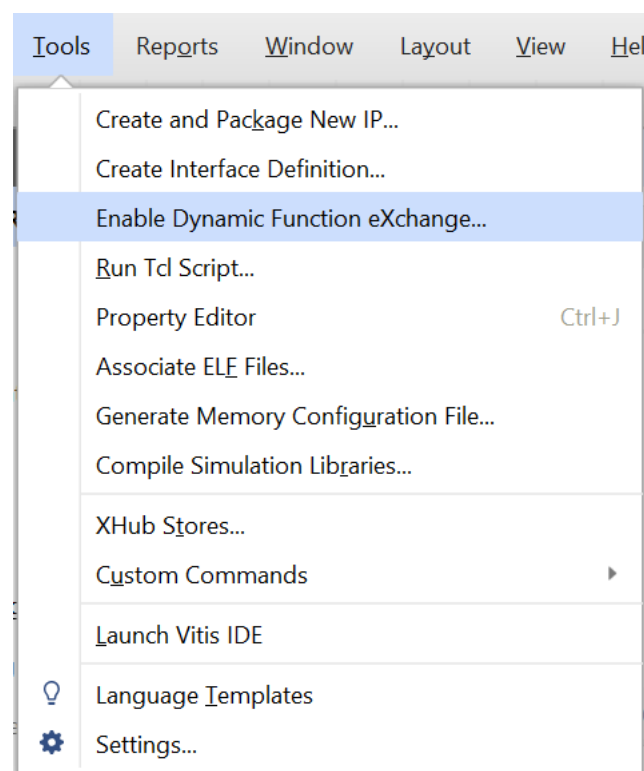 Tools Reports Window Layout View Hel
Create and Package New IP...
Create Interface Definition...
Enable Dynamic Function eXchange...
Run Tcl Script...
Property Editor Ctrl+J
Associate ELF Files...
Generate Memory Configuration File...
Compile Simulation Libraries...
XHub Stores...
Custom Commands
Launch Vitis IDE
Language Templates
Settings...